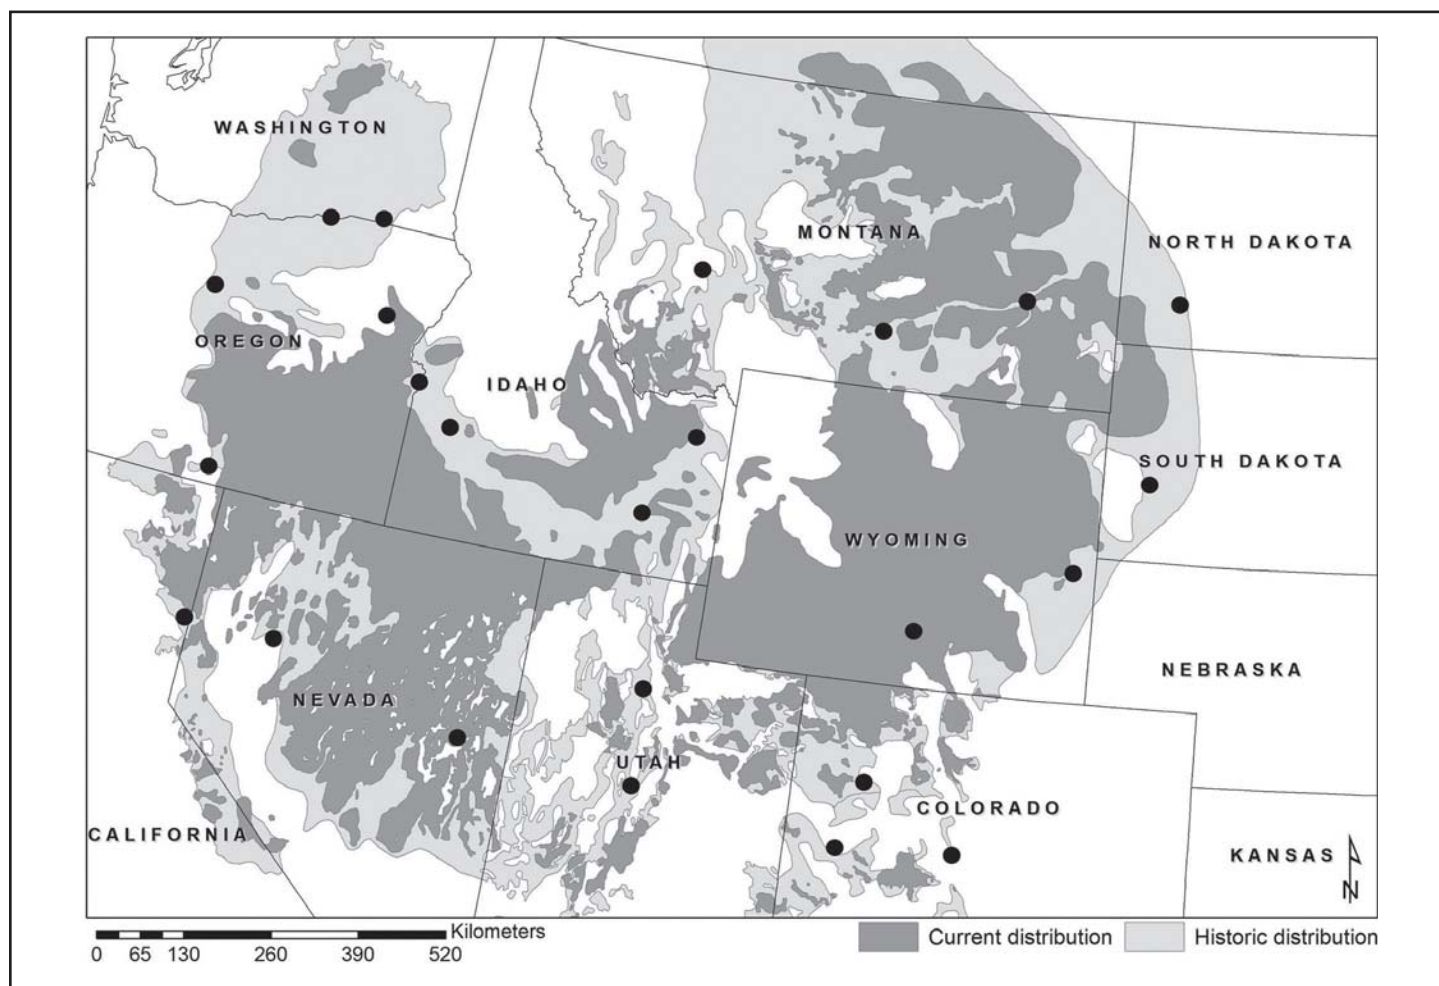 WASHINGTON
MONTANA
NORTH DAKOTA
OREGON
IDAHO
SOUTH DAKOTA
WYOMING
NEBRASKA
NEVADA
UTAH
COLORADO
CALIFORNIA
KANSAS
N
Kilometers
0 65 130 260 390 520
Current distribution
Historic distribution